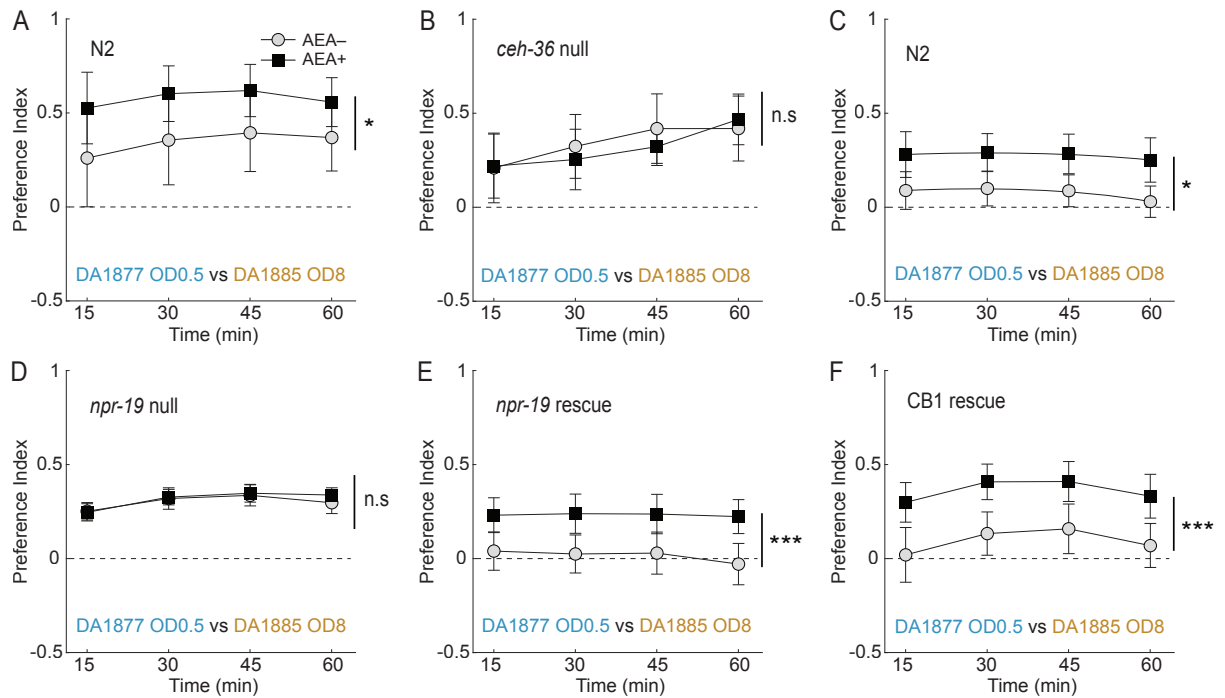 A
N2
AEA–
AEA+
Preference Index
1
0.5
0
-0.5
*
DA1877 OD0.5 vs DA1885 OD8
15 30 45 60
Time (min)
B
ceh-36 null
Preference Index
1
0.5
0
-0.5
n.s
DA1877 OD0.5 vs DA1885 OD8
15 30 45 60
Time (min)
C
N2
Preference Index
1
0.5
0
-0.5
*
DA1877 OD0.5 vs DA1885 OD8
15 30 45 60
Time (min)
D
npr-19 null
Preference Index
1
0.5
0
-0.5
n.s
DA1877 OD0.5 vs DA1885 OD8
15 30 45 60
Time (min)
E
npr-19 rescue
Preference Index
1
0.5
0
-0.5
***
DA1877 OD0.5 vs DA1885 OD8
15 30 45 60
Time (min)
F
CB1 rescue
Preference Index
1
0.5
0
-0.5
***
DA1877 OD0.5 vs DA1885 OD8
15 30 45 60
Time (min)